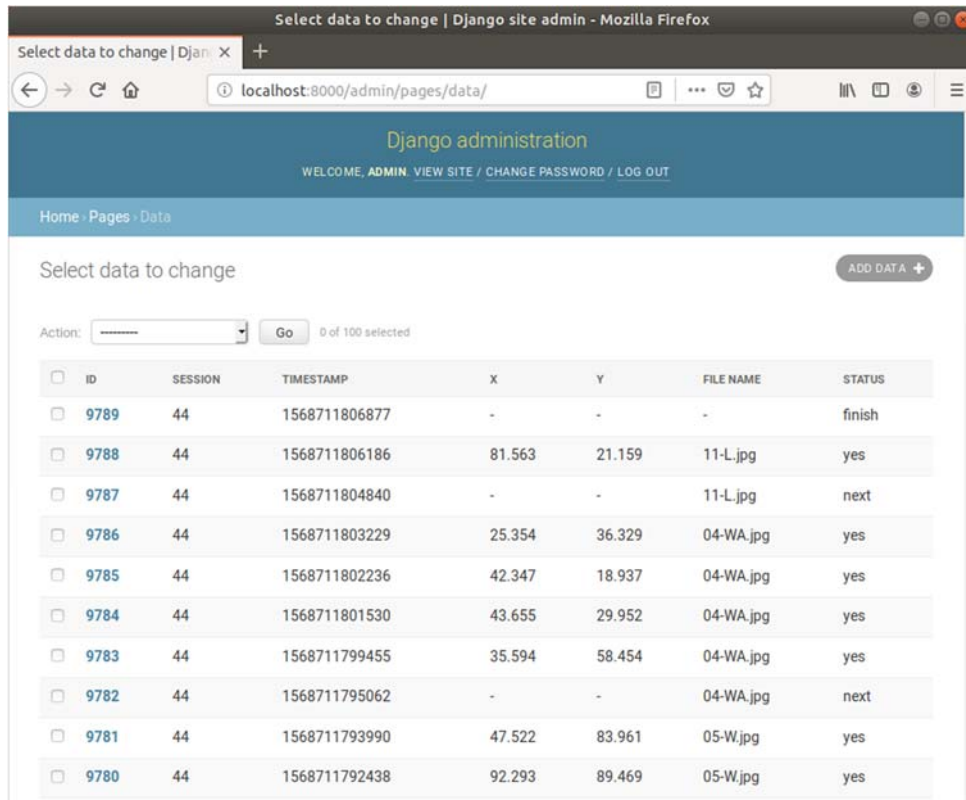 Select data to change | Django site admin - Mozilla Firefox
Select data to change | Djan
localhost:8000/admin/pages/data/
Django administration
WELCOME, ADMIN. VIEW SITE / CHANGE PASSWORD / LOG OUT
Home › Pages › Data
Select data to change
ADD DATA +
Action: --------- Go 0 of 100 selected
ID SESSION TIMESTAMP X Y FILE NAME STATUS
9789 44 1568711806877 - - - finish
9788 44 1568711806186 81.563 21.159 11-L.jpg yes
9787 44 1568711804840 - - 11-L.jpg next
9786 44 1568711803229 25.354 36.329 04-WA.jpg yes
9785 44 1568711802236 42.347 18.937 04-WA.jpg yes
9784 44 1568711801530 43.655 29.952 04-WA.jpg yes
9783 44 1568711799455 35.594 58.454 04-WA.jpg yes
9782 44 1568711795062 - - 04-WA.jpg next
9781 44 1568711793990 47.522 83.961 05-W.jpg yes
9780 44 1568711792438 92.293 89.469 05-W.jpg yes